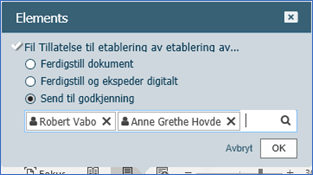 Elements
Fil Tillatelse til etablering av etablering av...
Ferdigstill dokument
Ferdigstill og ekspeder digitalt
Send til godkjenning
Robert Vabo Anne Grethe Hovde
Avbryt OK
Fokus